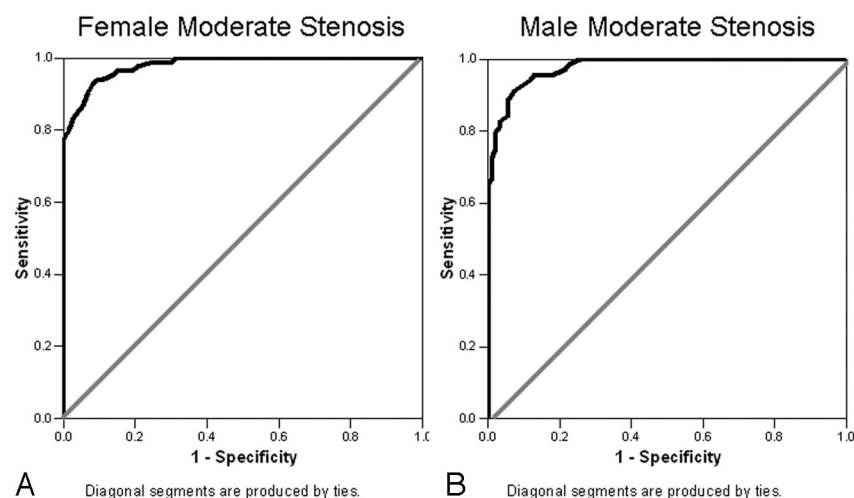 Female Moderate Stenosis
1.0
0.8
0.6
0.4
0.2
0.0
Sensitivity
0.0 0.2 0.4 0.6 0.8 1.0
1 - Specificity
A
Diagonal segments are produced by ties.
Male Moderate Stenosis
1.0
0.8
0.6
0.4
0.2
0.0
Sensitivity
0.0 0.2 0.4 0.6 0.8 1.0
1 - Specificity
B
Diagonal segments are produced by ties.